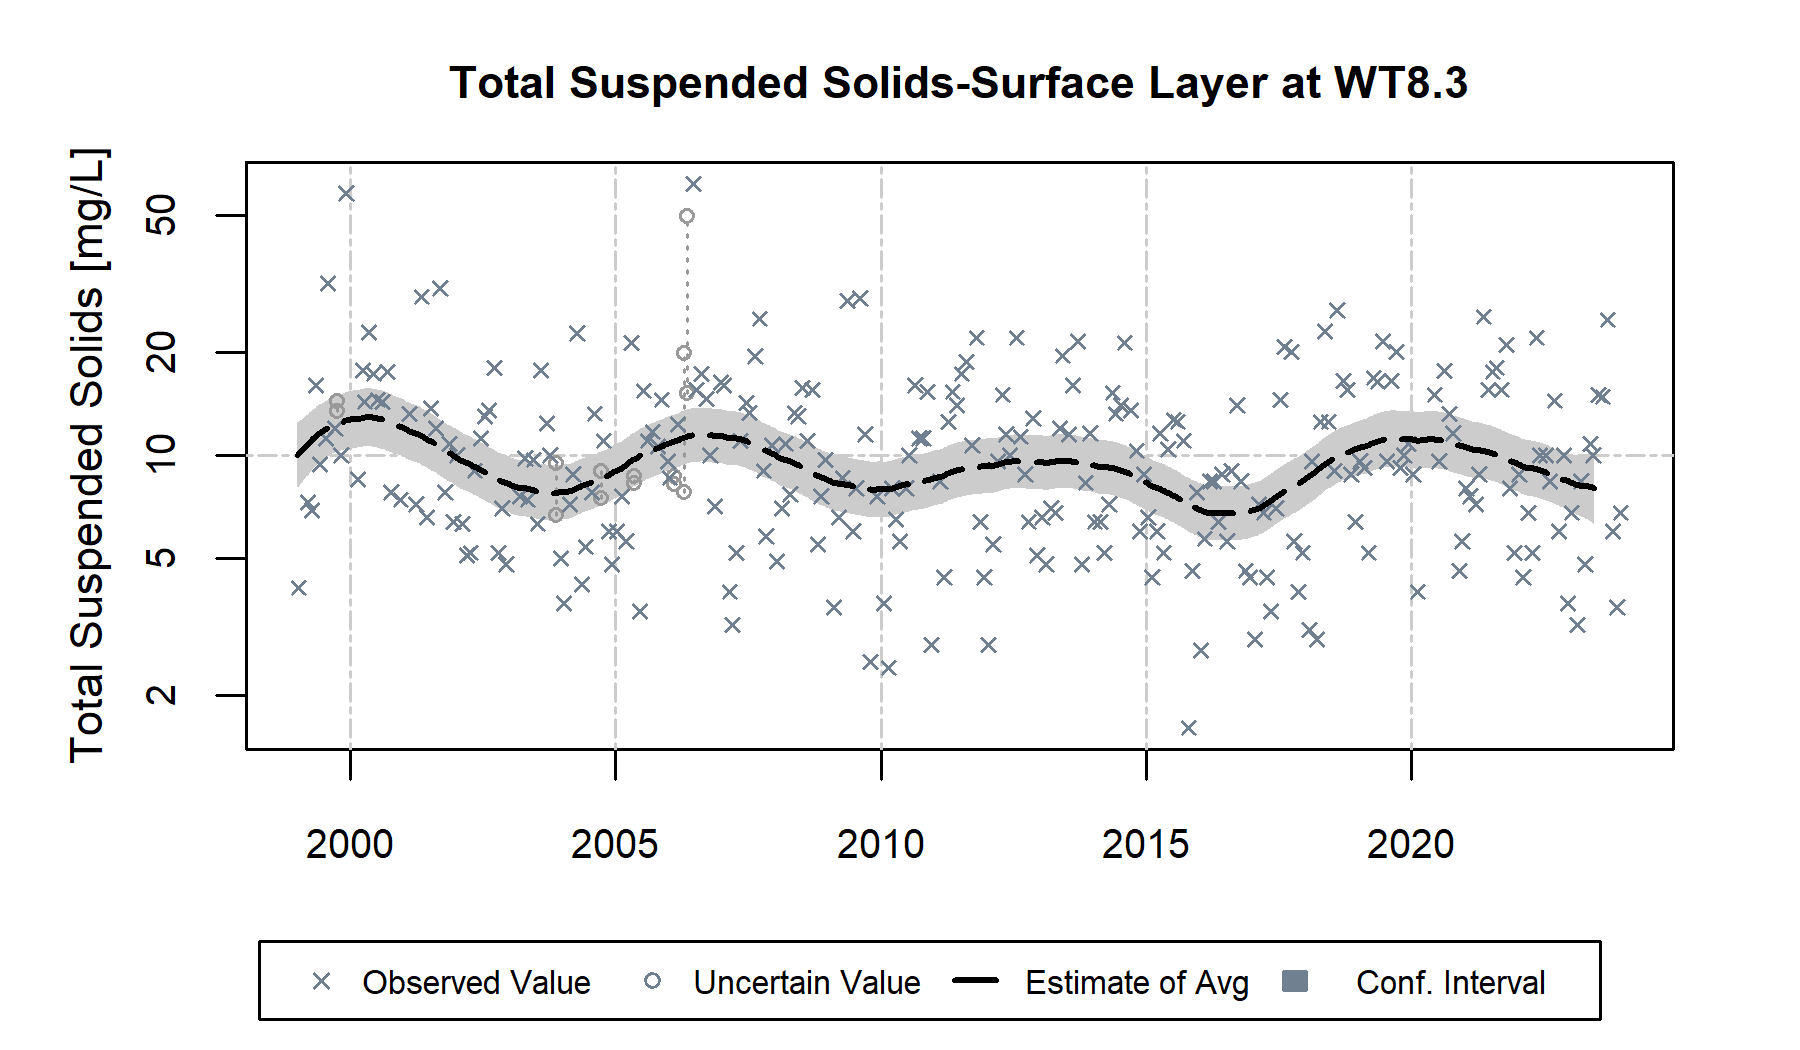 Total Suspended Solids-Surface Layer at WT8.3
Total Suspended Solids [mg/L]
50
20
10
5
2
2000 2005 2010 2015 2020
Observed Value Uncertain Value Estimate of Avg Conf. Interval